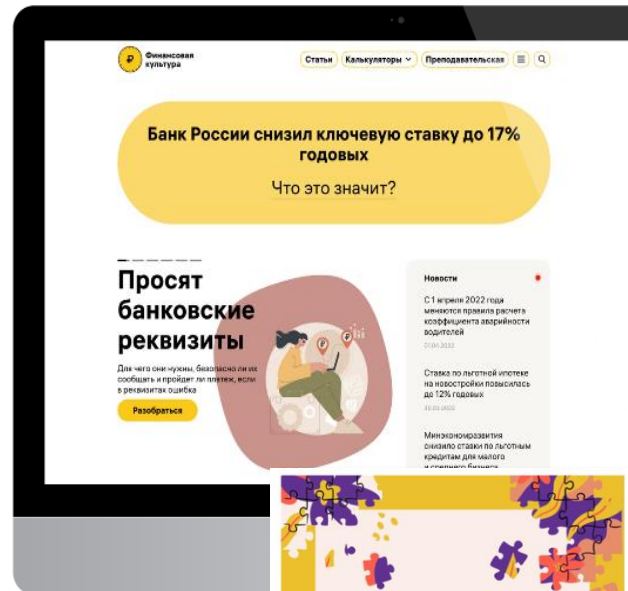 Финансовая
культура
Статьи
Калькуляторы
Преподавательская
Банк России снизил ключевую ставку до 17%
годовых
Что это значит?
Просят
банковские
реквизиты
Для чего они нужны, безопасно ли их
сообщать и пройдет ли платеж, если
в реквизитах ошибка
Разобраться
Новости
С 1 апреля 2022 года
меняются правила расчета
коэффициента аварийности
водителей
01.04.2022
Ставка по льготной ипотеке
на новостройки повысилась
до 12% годовых
Минэкономразвития
снизило ставки по льготным
кредитам для малого
и среднего бизнеса